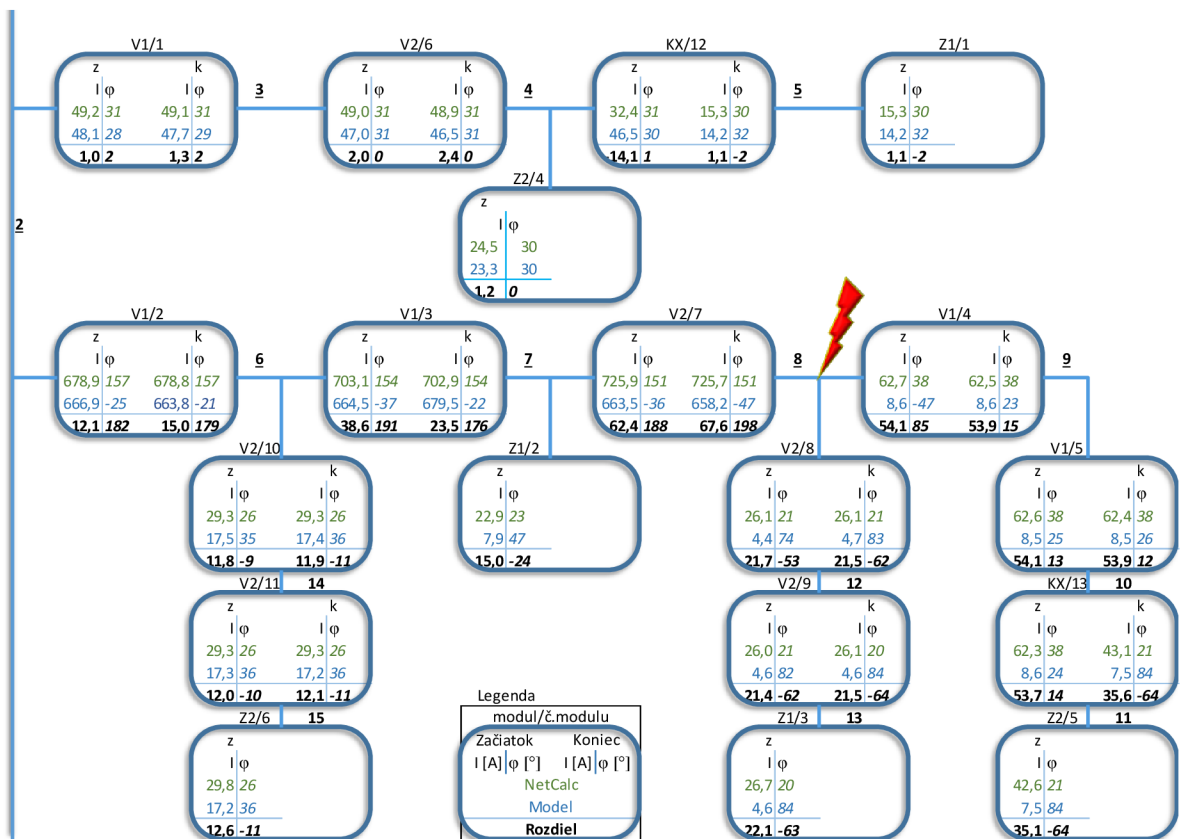 V1/1 V2/6 KX/12 Z1/1
z k z k z k z
I φ I φ I φ I φ I φ I φ I φ
49,2 31 49,1 31 3 49,0 31 48,9 31 4 32,4 31 15,3 30 5 15,3 30
48,1 28 47,7 29 47,0 31 46,5 31 46,5 30 14,2 32 14,2 32
1,0 2 1,3 2 2,0 0 2,4 0 -14,1 1 1,1 -2 1,1 -2
Z2/4
z
2
I φ
24,5 30
23,3 30
1,2 0
V1/2 V1/3 V2/7 V1/4
z k z k z k z k
I φ I φ 6 I φ I φ 7 I φ I φ 8 I φ I φ 9
678,9 157 678,8 157 703,1 154 702,9 154 725,9 151 725,7 151 62,7 38 62,5 38
666,9 -25 663,8 -21 664,5 -37 679,5 -22 663,5 -36 658,2 -47 8,6 -47 8,6 23
12,1 182 15,0 179 38,6 191 23,5 176 62,4 188 67,6 198 54,1 85 53,9 15
V2/10 Z1/2 V2/8 V1/5
z k z z k z k
I φ I φ I φ I φ I φ I φ I φ
29,3 26 29,3 26 22,9 23 26,1 21 26,1 21 62,6 38 62,4 38
17,5 35 17,4 36 7,9 47 4,4 74 4,7 83 8,5 25 8,5 26
11,8 -9 11,9 -11 15,0 -24 21,7 -53 21,5 -62 54,1 13 53,9 12
V2/11 14 V2/9 12 KX/13 10
z k z k z k
I φ I φ I φ I φ I φ I φ
29,3 26 29,3 26 26,0 21 26,1 20 62,3 38 43,1 21
17,3 36 17,2 36 4,6 82 4,6 84 8,6 24 7,5 84
12,0 -10 12,1 -11 21,4 -62 21,5 -64 53,7 14 35,6 -64
Legenda
Z2/6 15 modul/č.modulu Z1/3 13 Z2/5 11
z Začiatok Koniec z z
I φ I [A] φ [°] I [A] φ [°] I φ I φ
29,8 26 NetCalc 26,7 20 42,6 21
17,2 36 Model 4,6 84 7,5 84
12,6 -11 Rozdiel 22,1 -63 35,1 -64